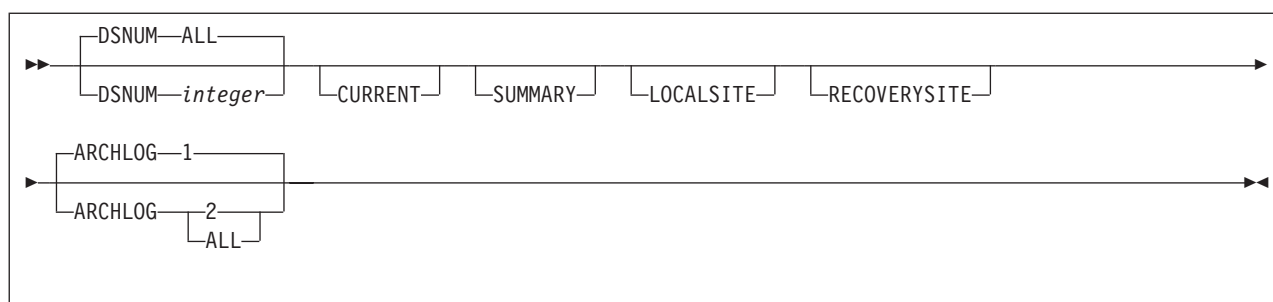 DSNUM ALL
DSNUM integer
CURRENT
SUMMARY
LOCALSITE
RECOVERYSITE
ARCHLOG 1
ARCHLOG 2
ALL